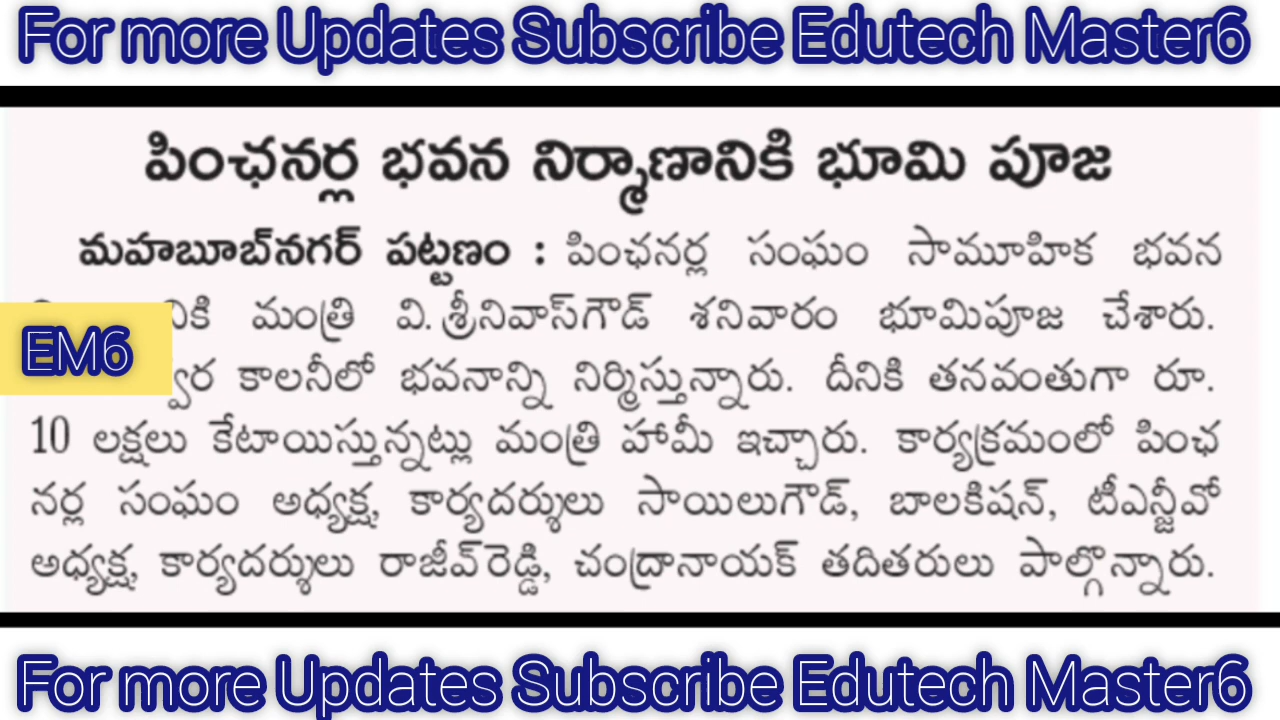 For more Updates Subscribe Edutech Master6
పింఛనర్ల భవన నిర్మాణానికి భూమి పూజ
మహబూబ్‌నగర్ పట్టణం : పింఛనర్ల సంఘం సామూహిక భవన
మంత్రి వి. శ్రీనివాస్‌గౌడ్ శనివారం భూమిపూజ చేశారు.
EM6
కాలనీలో భవనాన్ని నిర్మిస్తున్నారు. దీనికి తనవంతుగా రూ.
10 లక్షలు కేటాయిస్తున్నట్లు మంత్రి హామీ ఇచ్చారు. కార్యక్రమంలో పింఛ
నర్ల సంఘం అధ్యక్ష, కార్యదర్శులు సాయిలుగౌడ్, బాలకిషన్, టీఎన్జీవో
అధ్యక్ష, కార్యదర్శులు రాజీవ్‌రెడ్డి, చంద్రానాయక్ తదితరులు పాల్గొన్నారు.
For more Updates Subscribe Edutech Master6